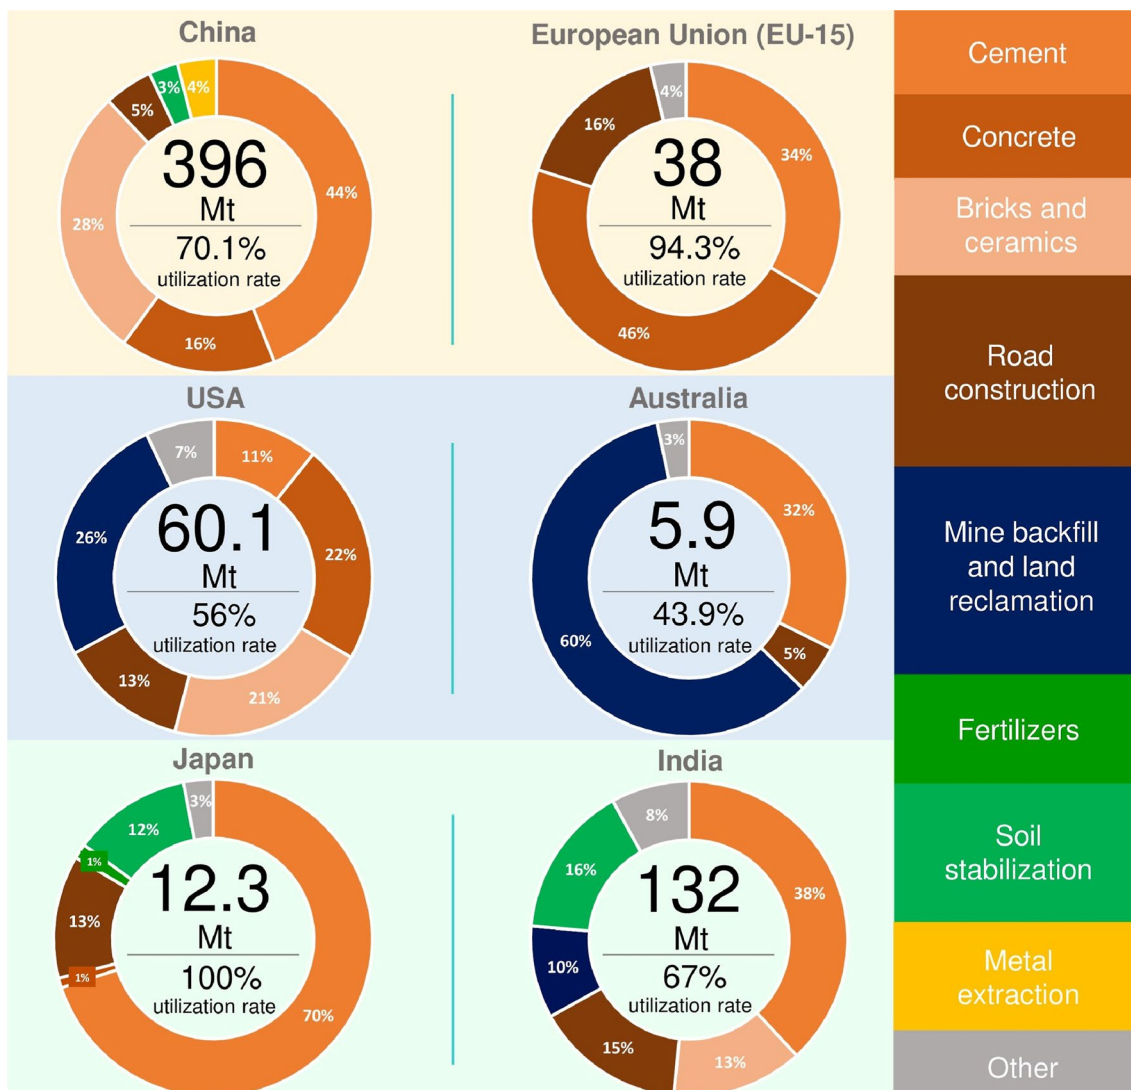 China
3%
4%
5%
44%
28%
16%
396
Mt
70.1%
utilization rate
European Union (EU-15)
4%
16%
34%
46%
38
Mt
94.3%
utilization rate
USA
7%
11%
26%
22%
13%
21%
60.1
Mt
56%
utilization rate
Australia
3%
32%
60%
5%
5.9
Mt
43.9%
utilization rate
Japan
3%
12%
1%
13%
1%
70%
12.3
Mt
100%
utilization rate
India
8%
16%
38%
10%
15%
13%
132
Mt
67%
utilization rate
Cement
Concrete
Bricks and
ceramics
Road
construction
Mine backfill
and land
reclamation
Fertilizers
Soil
stabilization
Metal
extraction
Other